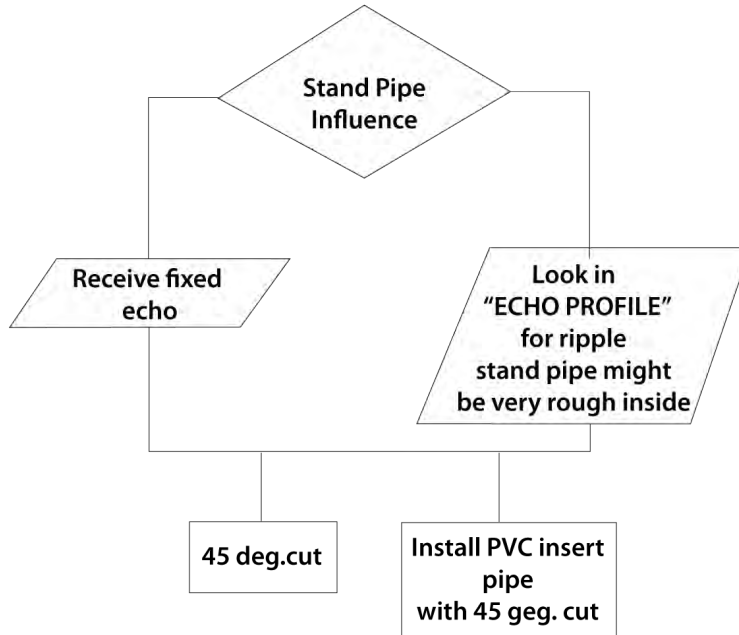 Stand Pipe
Influence
Receive fixed
echo
Look in
“ECHO PROFILE”
for ripple
stand pipe might
be very rough inside
45 deg.cut
Install PVC insert
pipe
with 45 geg. cut